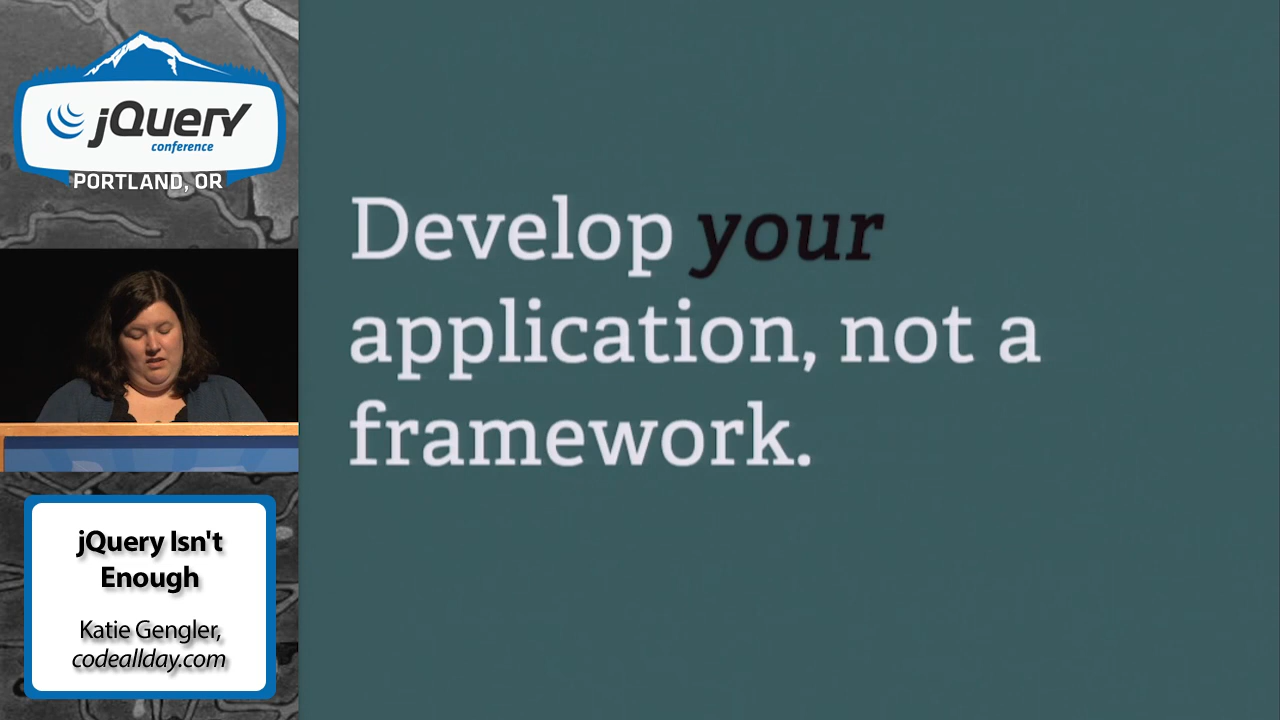 jQuery
conference
PORTLAND, OR
Develop your
application, not a
framework.
jQuery Isn't
Enough
Katie Gengler,
codeallday.com